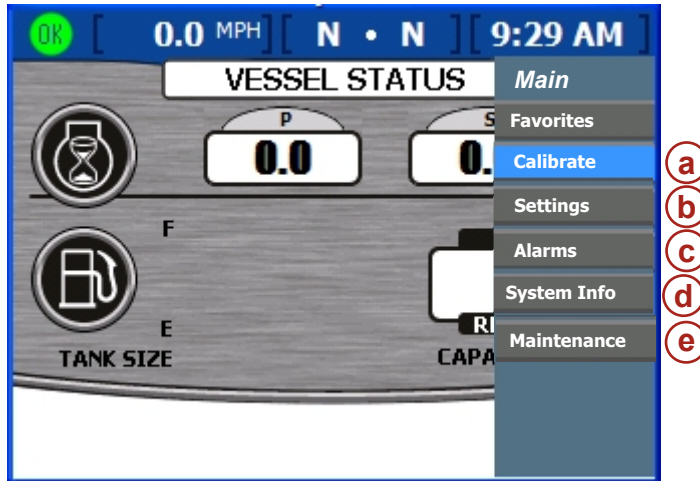 OK [ 0.0 MPH ] [ N • N ] [ 9:29 AM ]
VESSEL STATUS
Main
P
S
Favorites
0.0
0.
Calibrate
a
Settings
b
F
Alarms
c
System Info
d
E
Maintenance
e
TANK SIZE